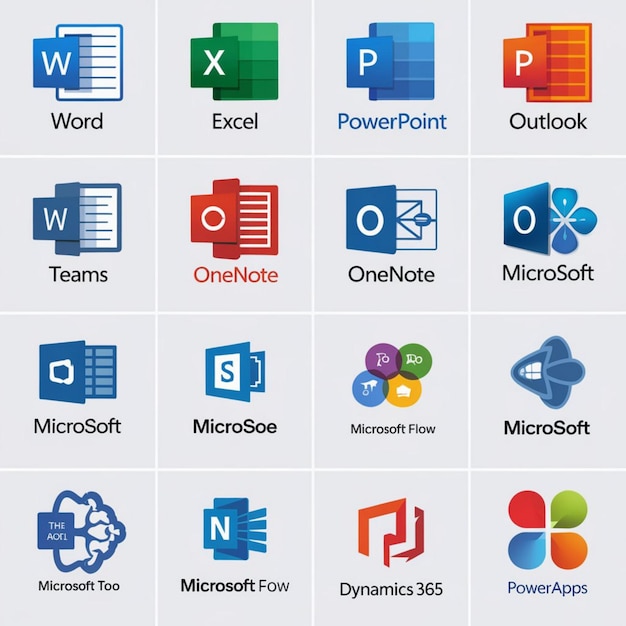 W
Word
X
Excel
P
PowerPoint
P
Outlook
W
Teams
O
OneNote
O
OneNote
O
MicroSoft
MicroSoft
S
MicroSoe
Microsoft Flow
MicroSoft
THE
Microsoft Too
N
Microsoft Fow
Dynamics 365
PowerApps